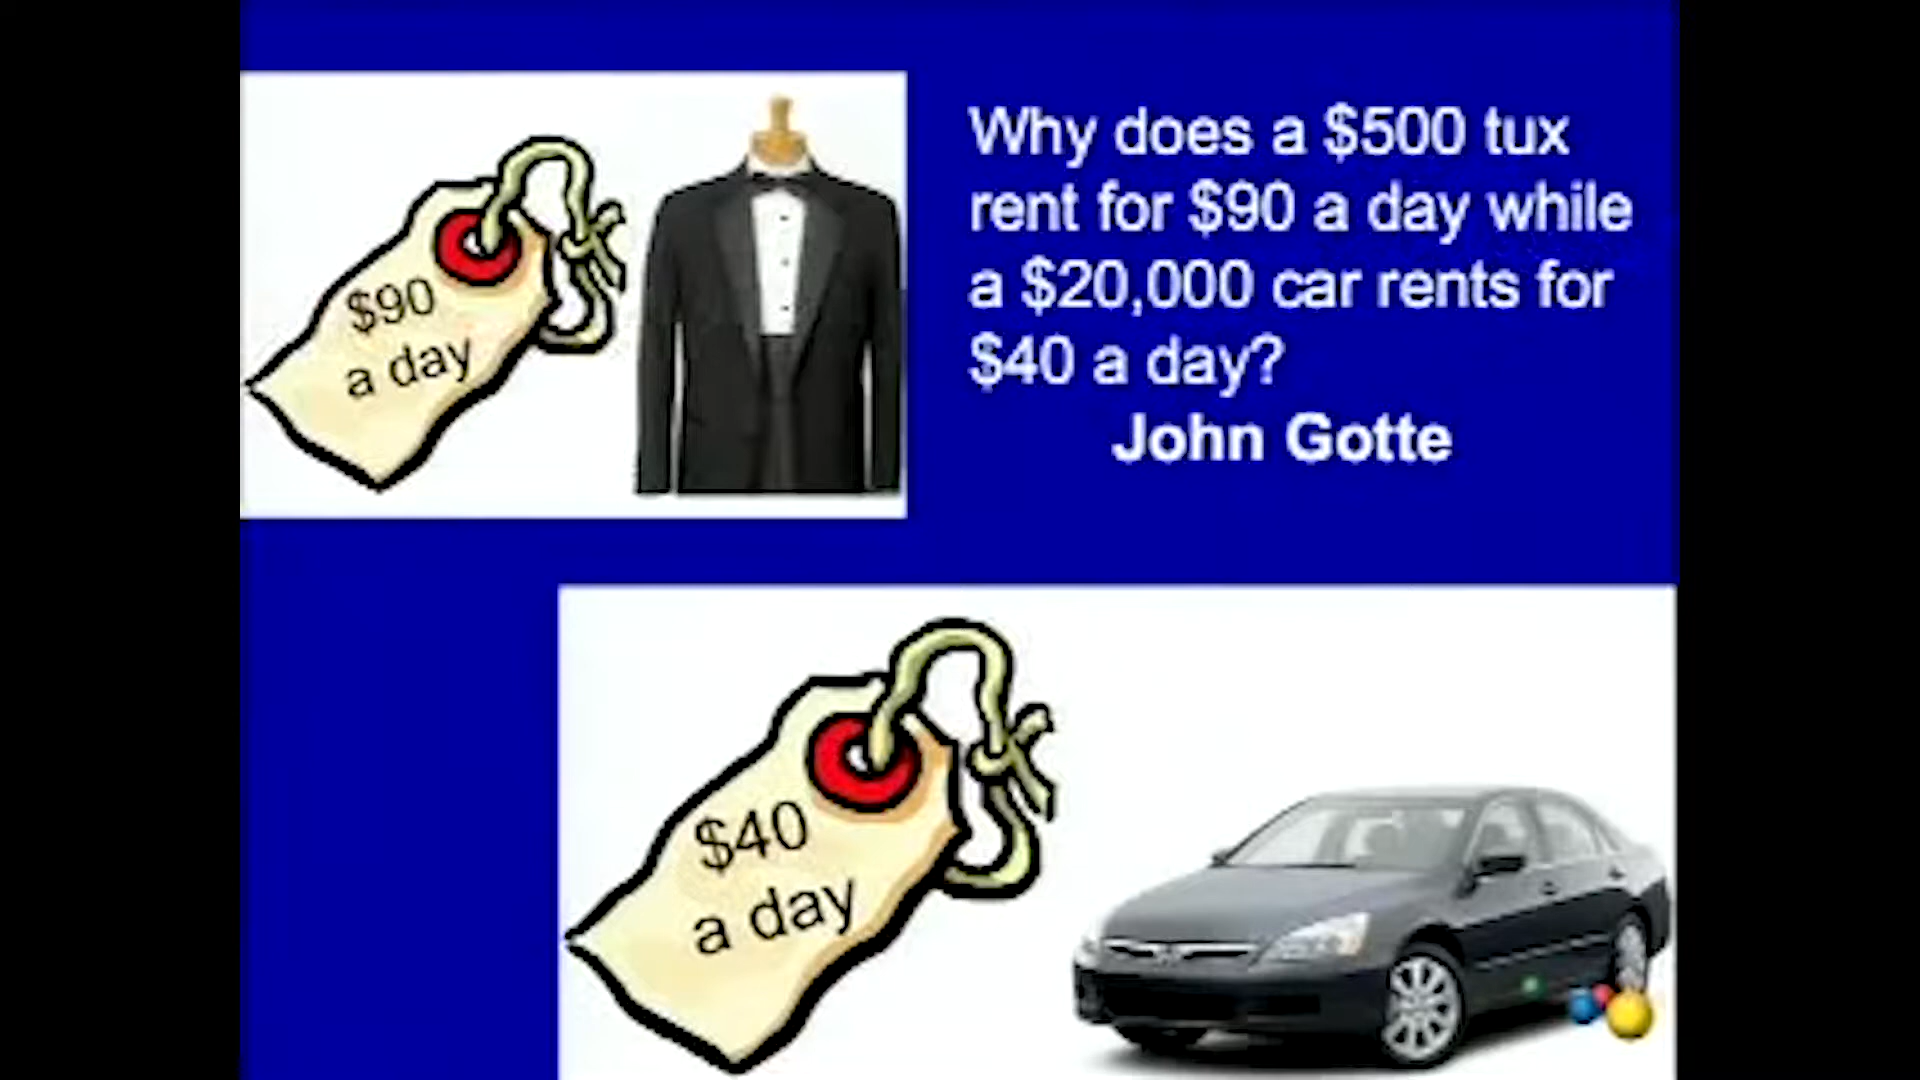 $90
a day
Why does a $500 tux
rent for $90 a day while
a $20,000 car rents for
$40 a day?
John Gotte
$40
a day